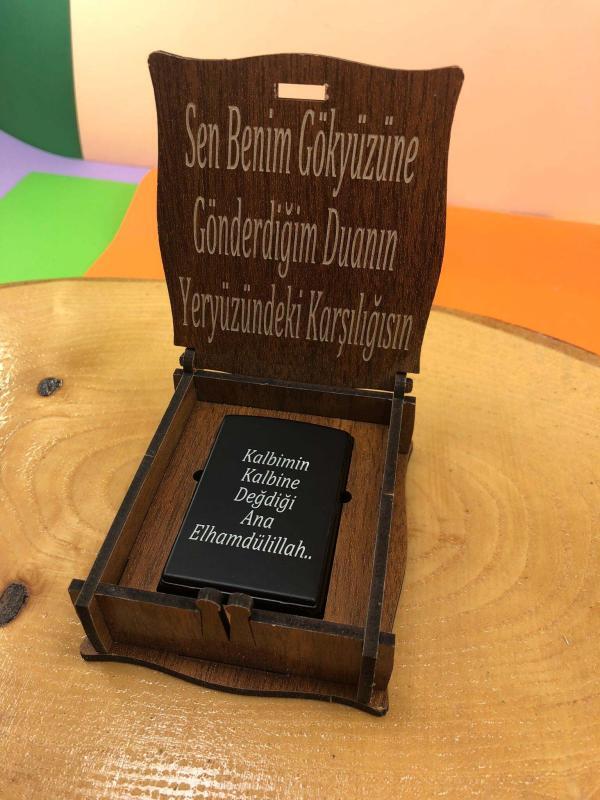 Sen Benim Gökyüzüne
Gönderdiğim Duanın
Yeryüzündeki Karşılığısın
Kalbimin
Kalbine
Değdiği
Ana
Elhamdülillah..